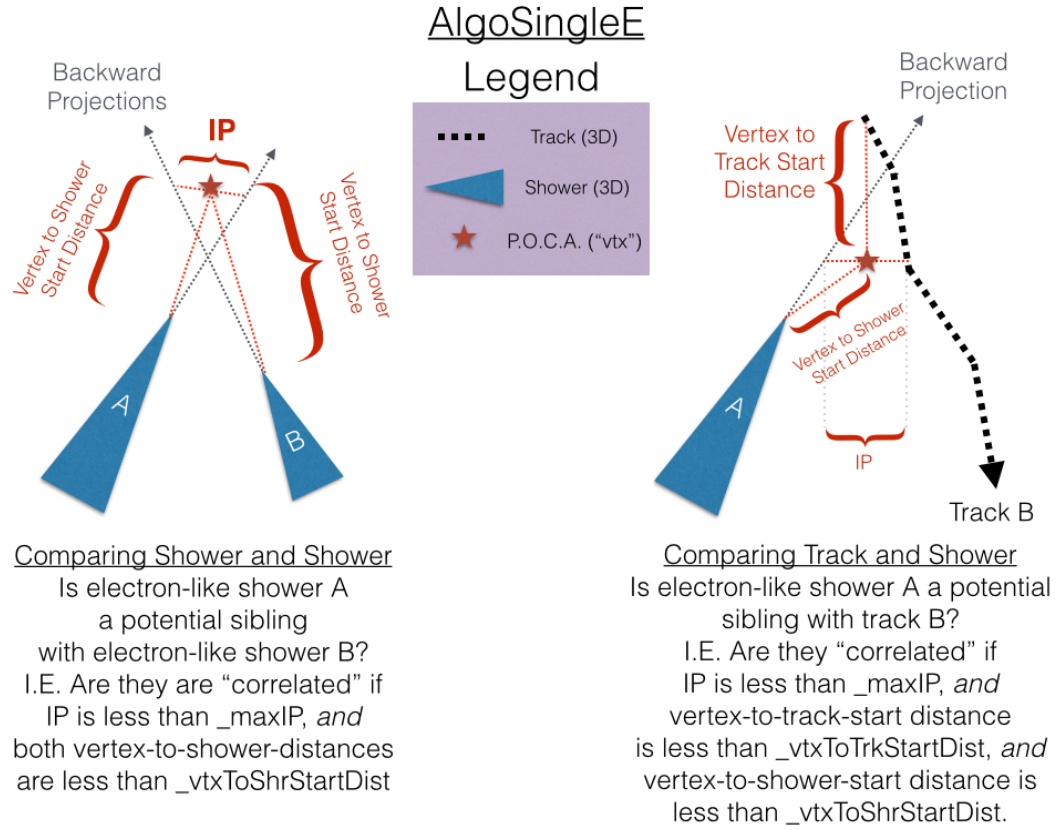 AlgoSingleE
Legend
Track (3D)
Shower (3D)
P.O.C.A. (“vtx”)
Backward
Projections
IP
Vertex to Shower
Start Distance
Vertex to Shower
Start Distance
A
B
Comparing Shower and Shower
Is electron-like shower A
a potential sibling
with electron-like shower B?
I.E. Are they are “correlated” if
IP is less than _maxIP, and
both vertex-to-shower-distances
are less than _vtxToShrStartDist
Backward
Projection
Vertex to
Track Start
Distance
Vertex to Shower
Start Distance
A
IP
Track B
Comparing Track and Shower
Is electron-like shower A a potential
sibling with track B?
I.E. Are they “correlated” if
IP is less than _maxIP, and
vertex-to-track-start distance
is less than _vtxToTrkStartDist, and
vertex-to-shower-start distance is
less than _vtxToShrStartDist.